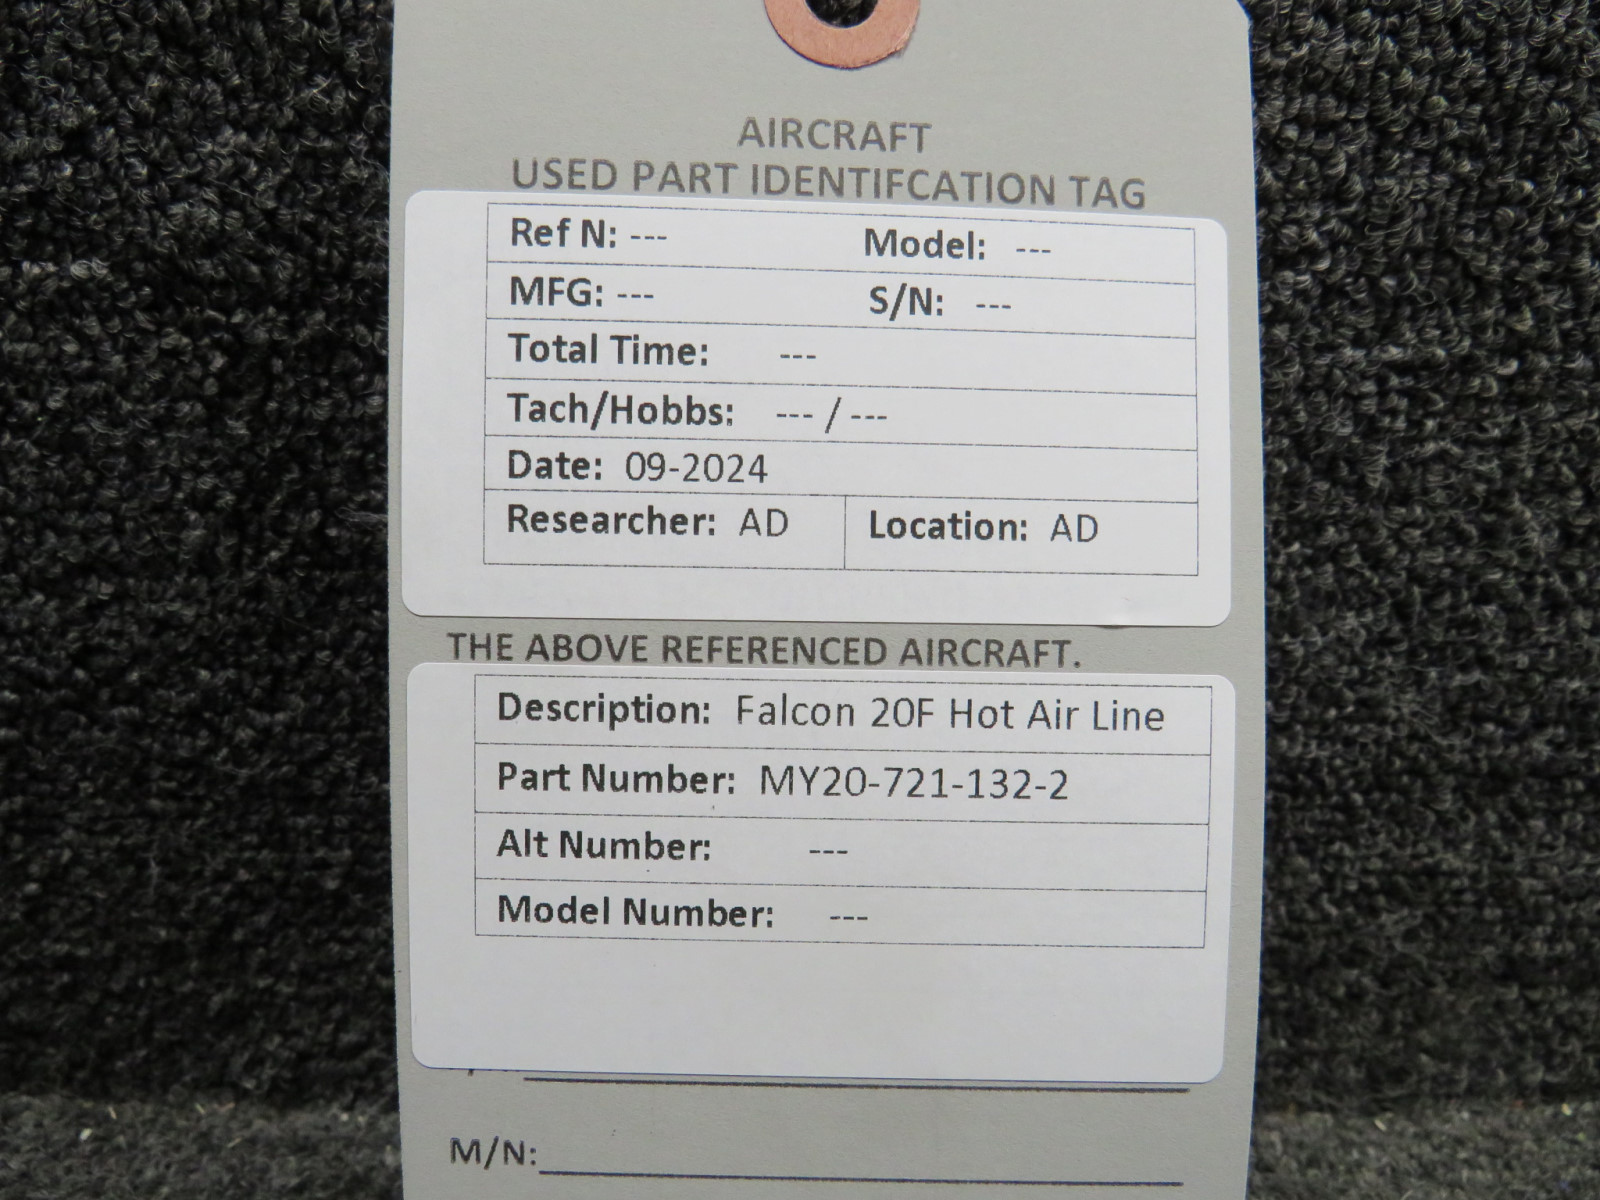 AIRCRAFT
USED PART IDENTIFCATION TAG
Ref N: --- Model: ---
MFG: --- S/N: ---
Total Time: ---
Tach/Hobbs: --- / ---
Date: 09-2024
Researcher: AD Location: AD
THE ABOVE REFERENCED AIRCRAFT.
Description: Falcon 20F Hot Air Line
Part Number: MY20-721-132-2
Alt Number: ---
Model Number: ---
M/N: